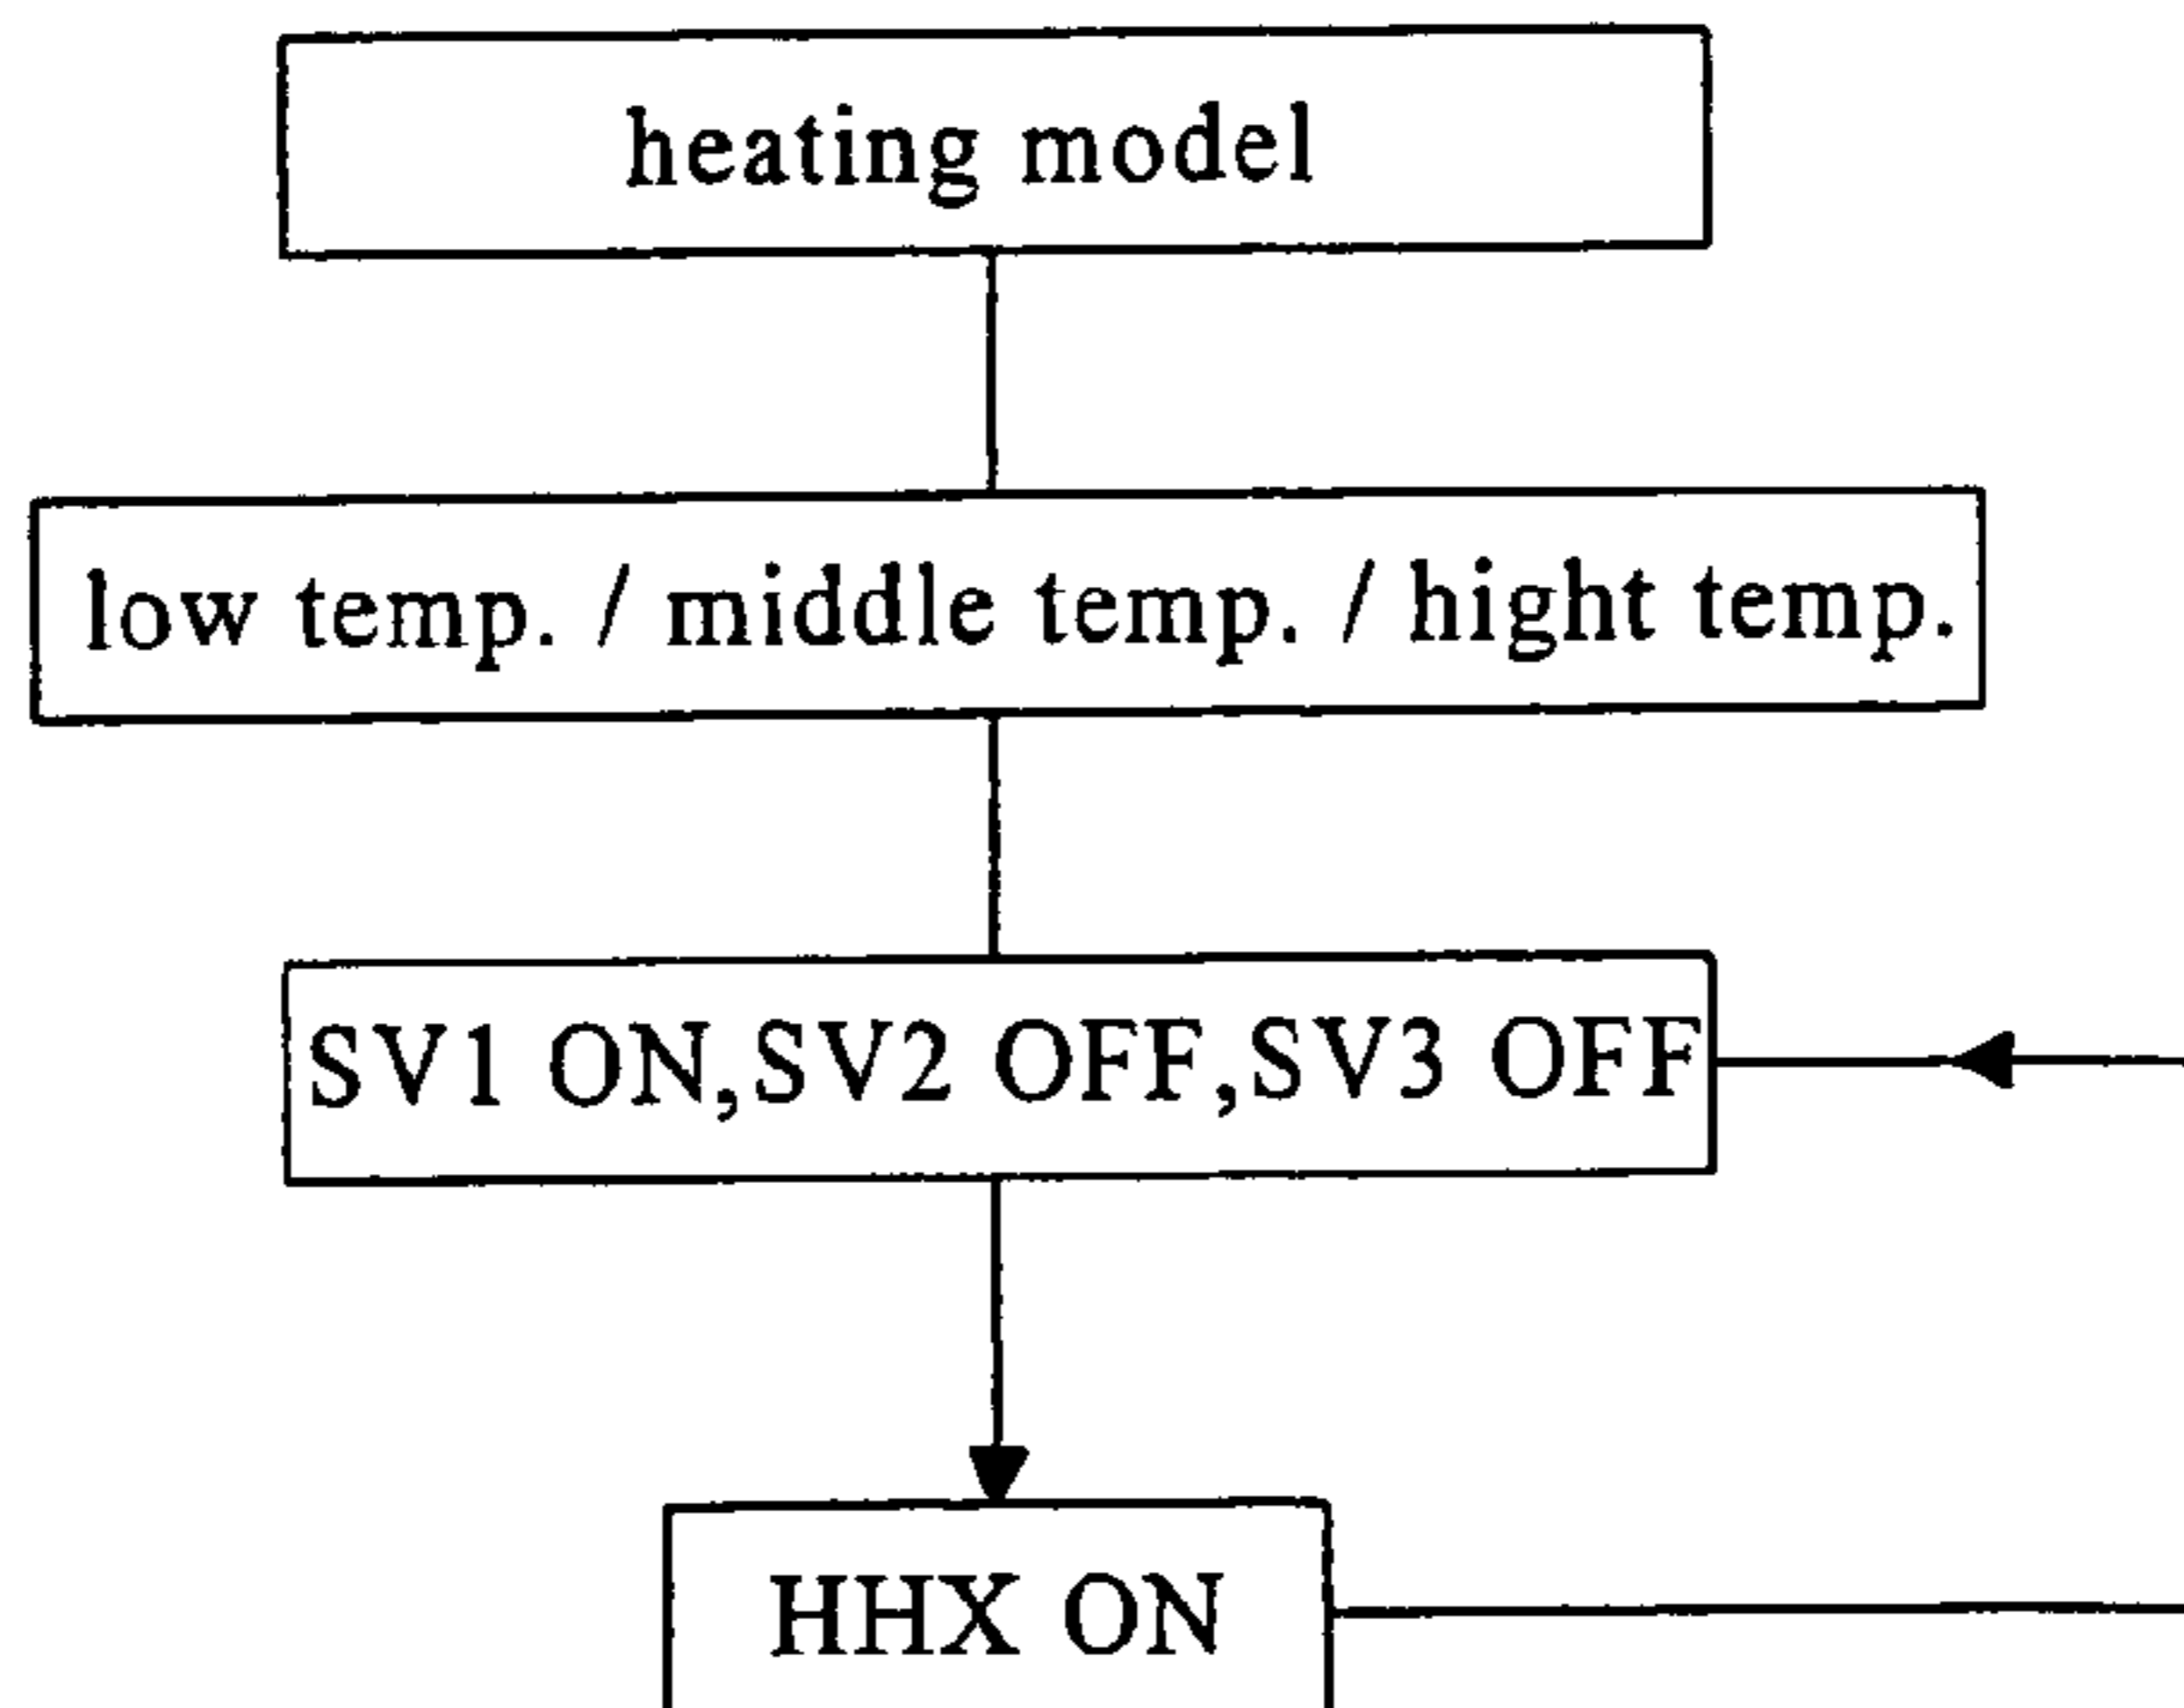 heating model
low temp. / middle temp. / hight temp.
SV1 ON,SV2 OFF,SV3 OFF
HHX ON